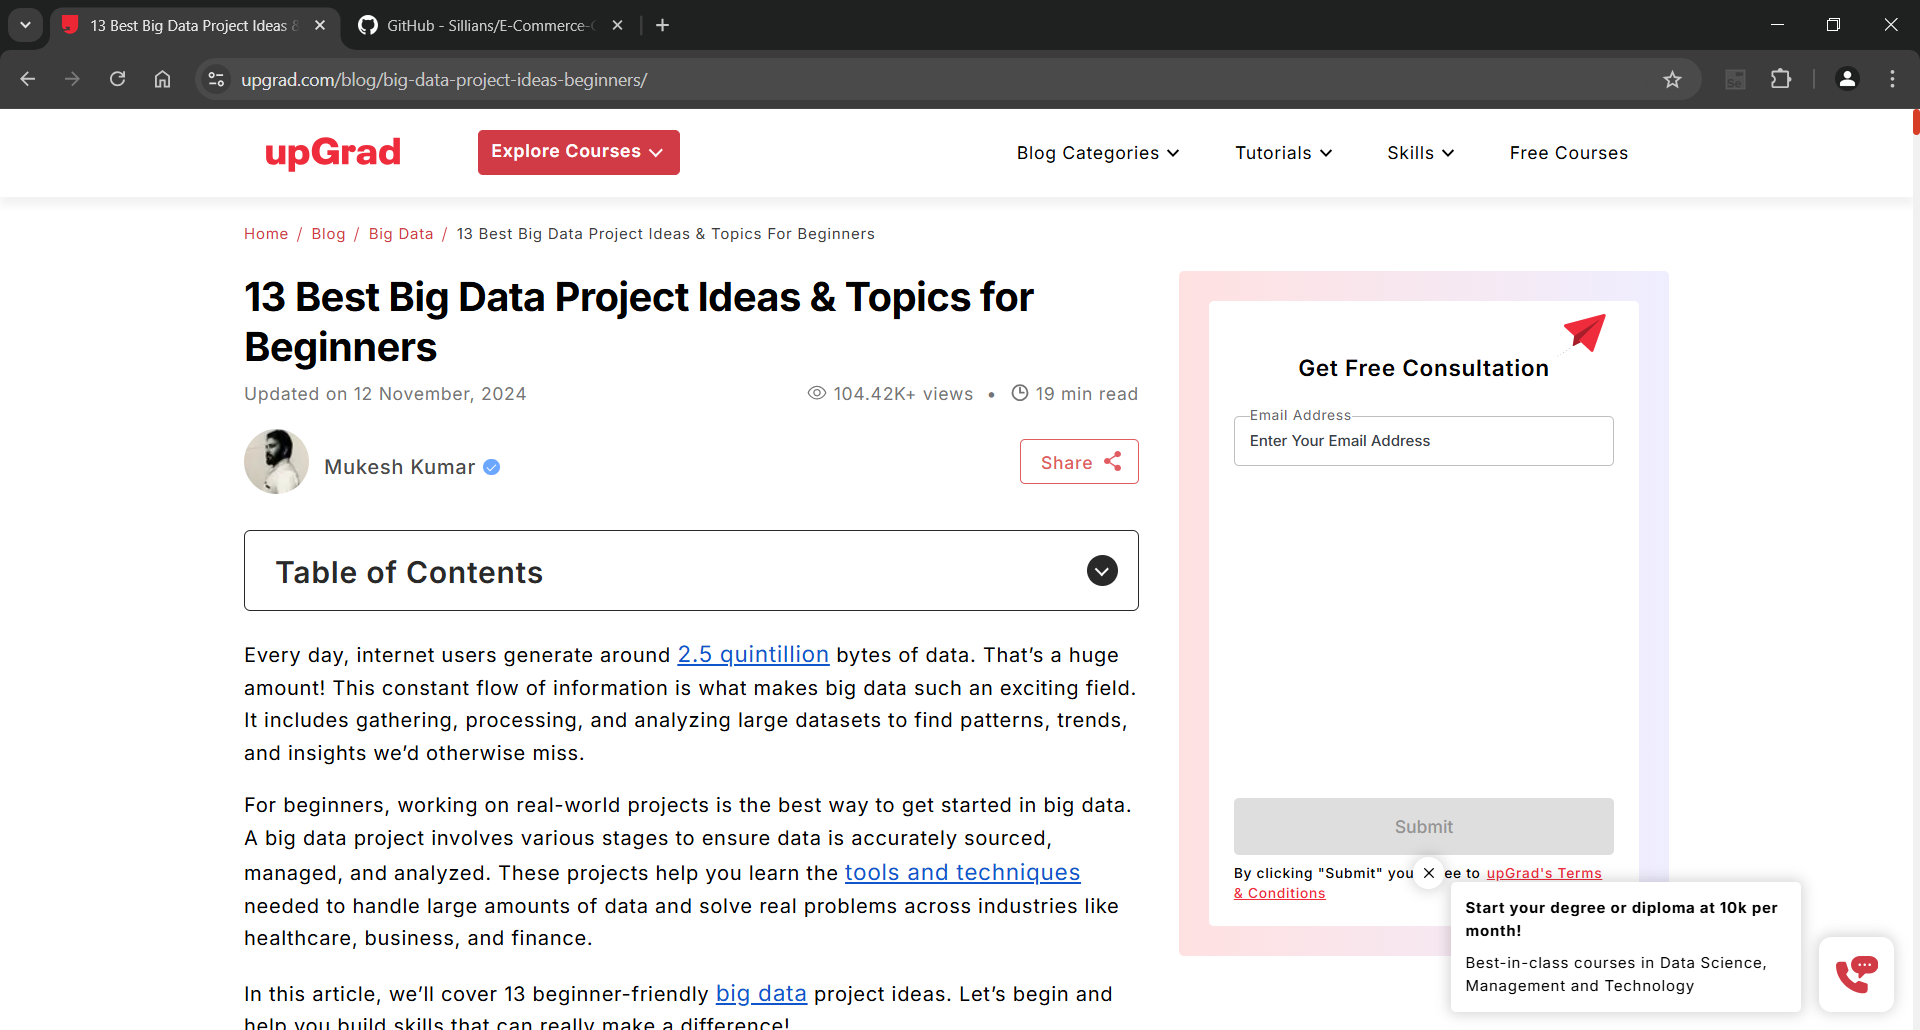 13 Best Big Data Project Ideas &
GitHub - Sillians/E-Commerce-
upgrad.com/blog/big-data-project-ideas-beginners/
upGrad
Explore Courses
Blog Categories
Tutorials
Skills
Free Courses
Home / Blog / Big Data / 13 Best Big Data Project Ideas & Topics For Beginners
13 Best Big Data Project Ideas & Topics for
Beginners
Updated on 12 November, 2024
104.42K+ views • 19 min read
Mukesh Kumar
Share
Table of Contents
Every day, internet users generate around 2.5 quintillion bytes of data. That’s a huge
amount! This constant flow of information is what makes big data such an exciting field.
It includes gathering, processing, and analyzing large datasets to find patterns, trends,
and insights we’d otherwise miss.
For beginners, working on real-world projects is the best way to get started in big data.
A big data project involves various stages to ensure data is accurately sourced,
managed, and analyzed. These projects help you learn the tools and techniques
needed to handle large amounts of data and solve real problems across industries like
healthcare, business, and finance.
In this article, we’ll cover 13 beginner-friendly big data project ideas. Let’s begin and
help you build skills that can really make a difference!
Get Free Consultation
Email Address
Enter Your Email Address
Submit
By clicking "Submit" you ee to upGrad's Terms
& Conditions
Start your degree or diploma at 10k per
month!
Best-in-class courses in Data Science,
Management and Technology